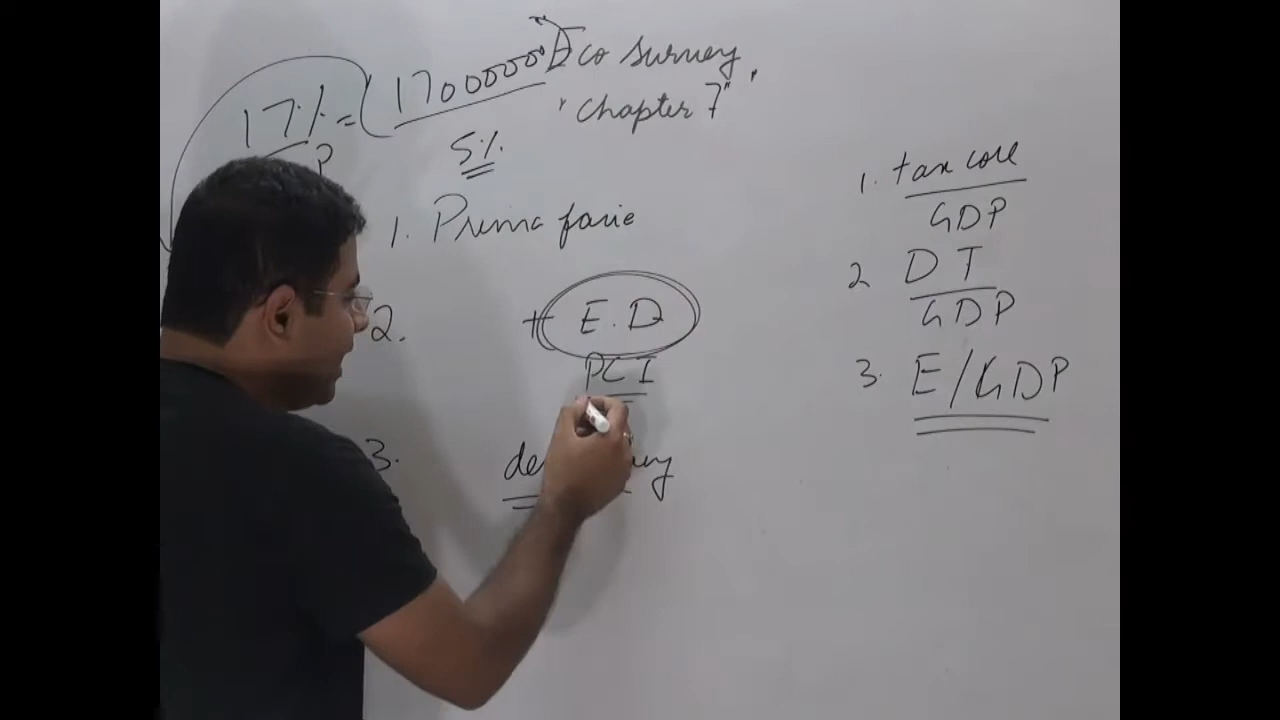 Eco Survey
17% = (17000000
"Chapter 7"
P
5%
1. Prima facie
2. + E.D
PCI
3.
1. tax coll
GDP
2 DT
GDP
3. E/GDP